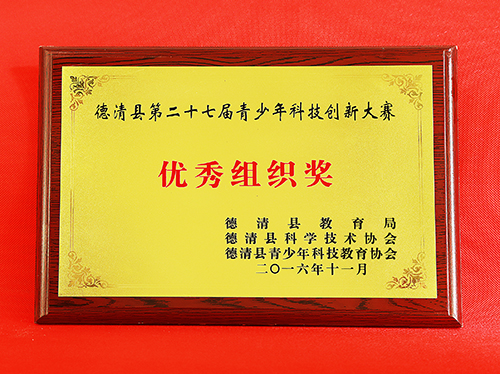 德清县第二十七届青少年科技创新大赛
优秀组织奖
德清县教育局
德清县科学技术协会
德清县青少年科技教育协会
二〇一六年十一月